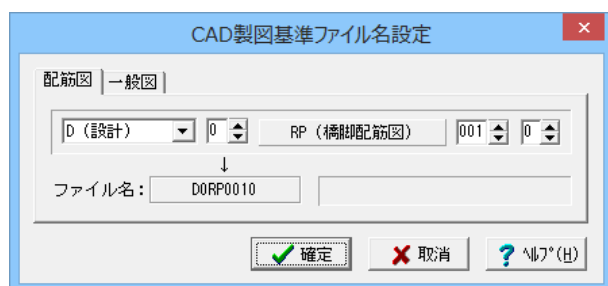 CAD製図基準ファイル名設定
配筋図 一般図
D (設計) 0 RP (橋脚配筋図) 001 0
↓
ファイル名: D0RP0010
確定 取消 ? ﾍﾙﾌﾟ(H)